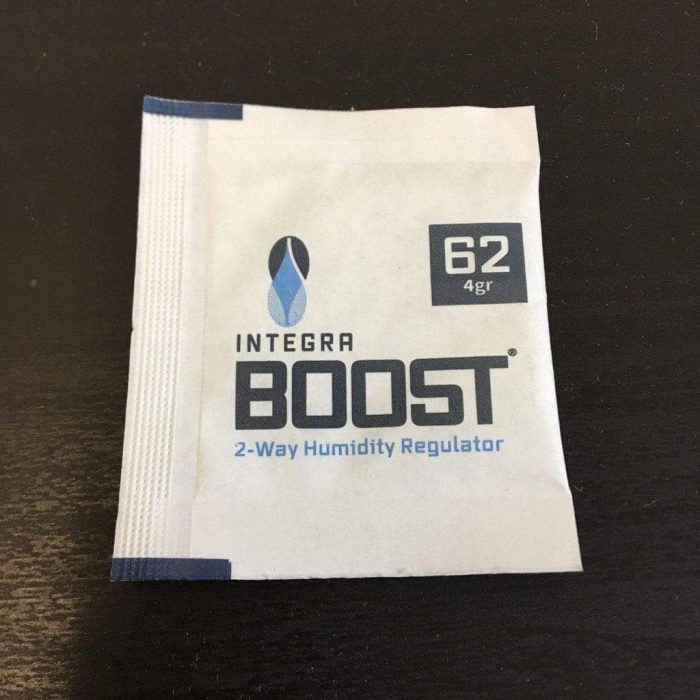 62
4gr
INTEGRA
BOOST®
2-Way Humidity Regulator